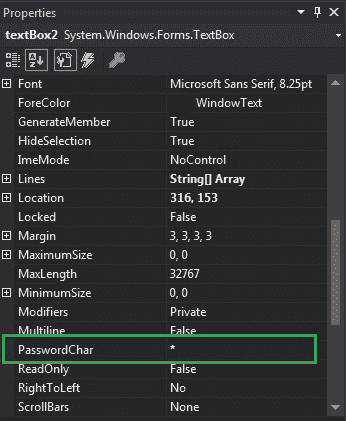 Properties
textBox2 System.Windows.Forms.TextBox
Font Microsoft Sans Serif, 8.25pt
ForeColor WindowText
GenerateMember True
HideSelection True
ImeMode NoControl
Lines String[] Array
Location 316, 153
Locked False
Margin 3, 3, 3, 3
MaximumSize 0, 0
MaxLength 32767
MinimumSize 0, 0
Modifiers Private
Multiline False
PasswordChar *
ReadOnly False
RightToLeft No
ScrollBars None